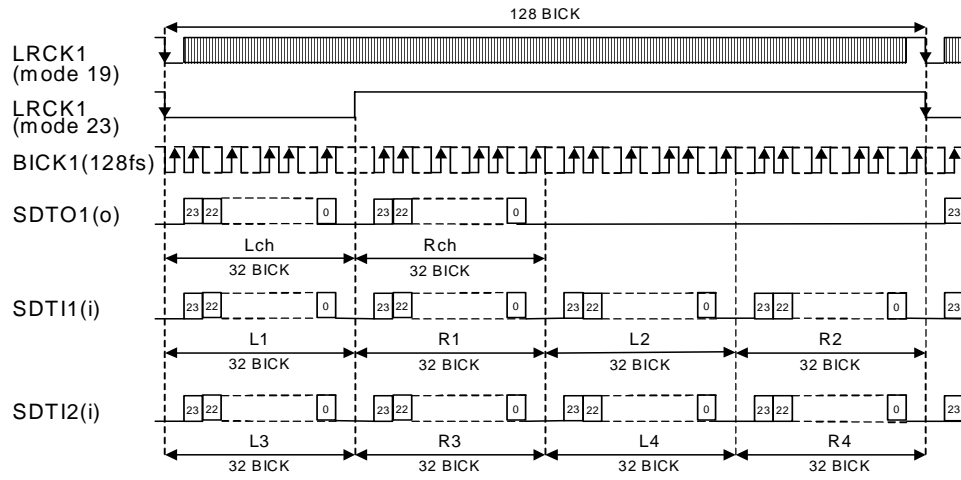 128 BICK
LRCK1
(mode 19)
LRCK1
(mode 23)
BICK1(128fs)
SDTO1(o)
23 22 0 23 22 0 23
Lch Rch
32 BICK 32 BICK
SDTI1(i)
23 22 0 23 22 0 23 22 0 23 22 0 23
L1 R1 L2 R2
32 BICK 32 BICK 32 BICK 32 BICK
SDTI2(i)
23 22 0 23 22 0 23 22 0 23 22 0 23
L3 R3 L4 R4
32 BICK 32 BICK 32 BICK 32 BICK